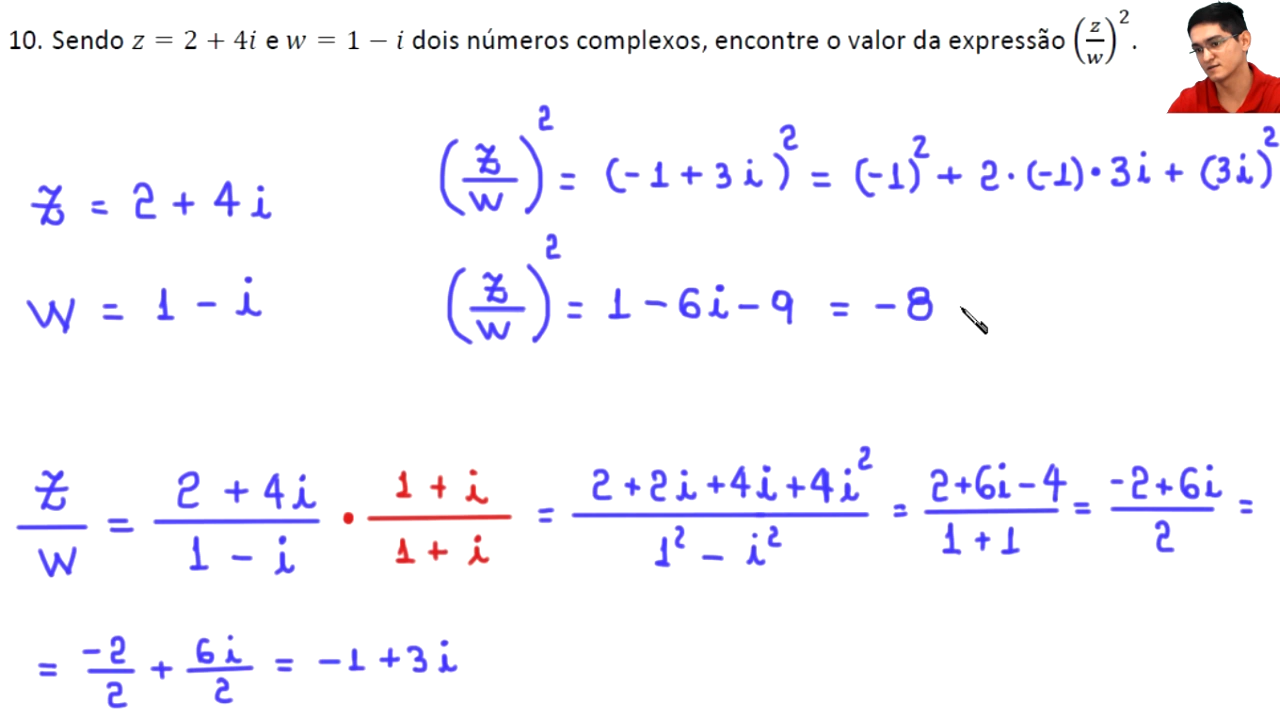 10. Sendo z = 2 + 4i e w = 1 − i dois números complexos, encontre o valor da expressão (z/w)².
z = 2 + 4i
w = 1 − i
(z/w)² = (-1 + 3i)² = (-1)² + 2·(-1)·3i + (3i)²
(z/w)² = 1 − 6i − 9 = −8
z/w = (2 + 4i)/(1 − i) · (1 + i)/(1 + i) = (2+2i+4i+4i²)/(1² − i²) = (2+6i−4)/(1+1) = (-2+6i)/2 =
= -2/2 + 6i/2 = −1 + 3i